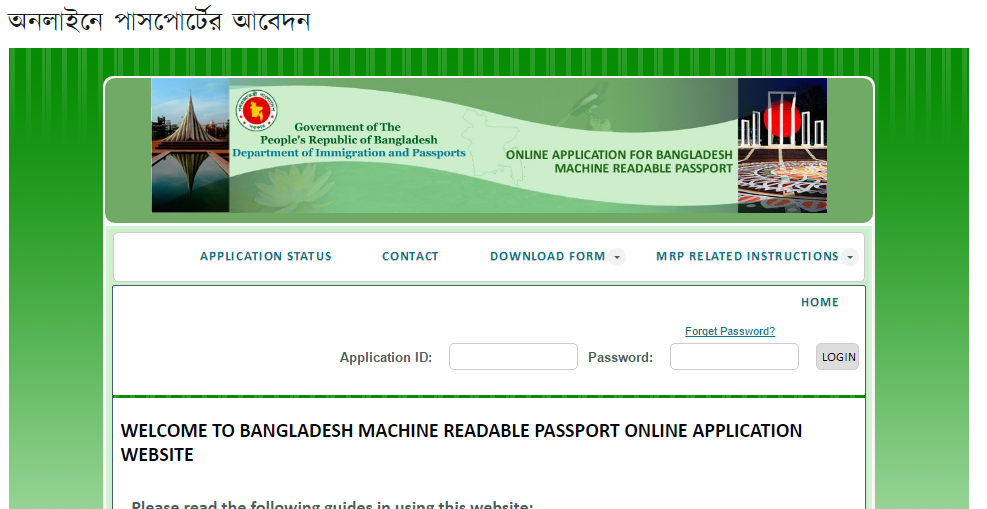 অনলাইনে পাসপোর্টের আবেদন
Government of The
People's Republic of Bangladesh
Department of Immigration and Passports
ONLINE APPLICATION FOR BANGLADESH
MACHINE READABLE PASSPORT
APPLICATION STATUS CONTACT DOWNLOAD FORM MRP RELATED INSTRUCTIONS
HOME
Forget Password?
Application ID: Password: LOGIN
WELCOME TO BANGLADESH MACHINE READABLE PASSPORT ONLINE APPLICATION
WEBSITE
Please read the following guides in using this website: